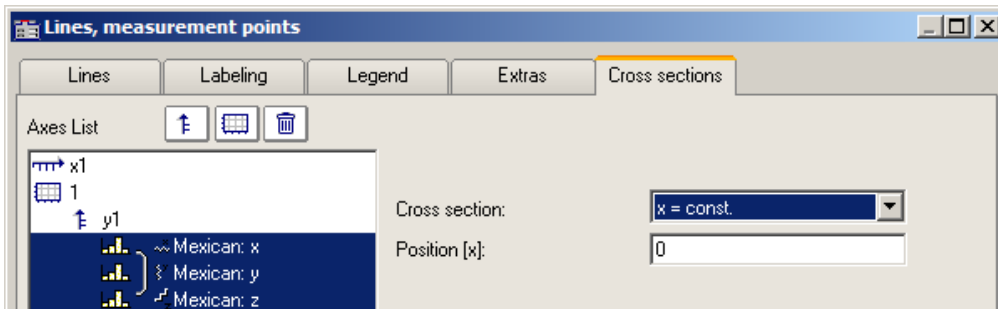 Lines, measurement points
Lines Labeling Legend Extras Cross sections
Axes List
x1
1
y1
Mexican: x
Mexican: y
Mexican: z
Cross section: x = const.
Position [x]: 0